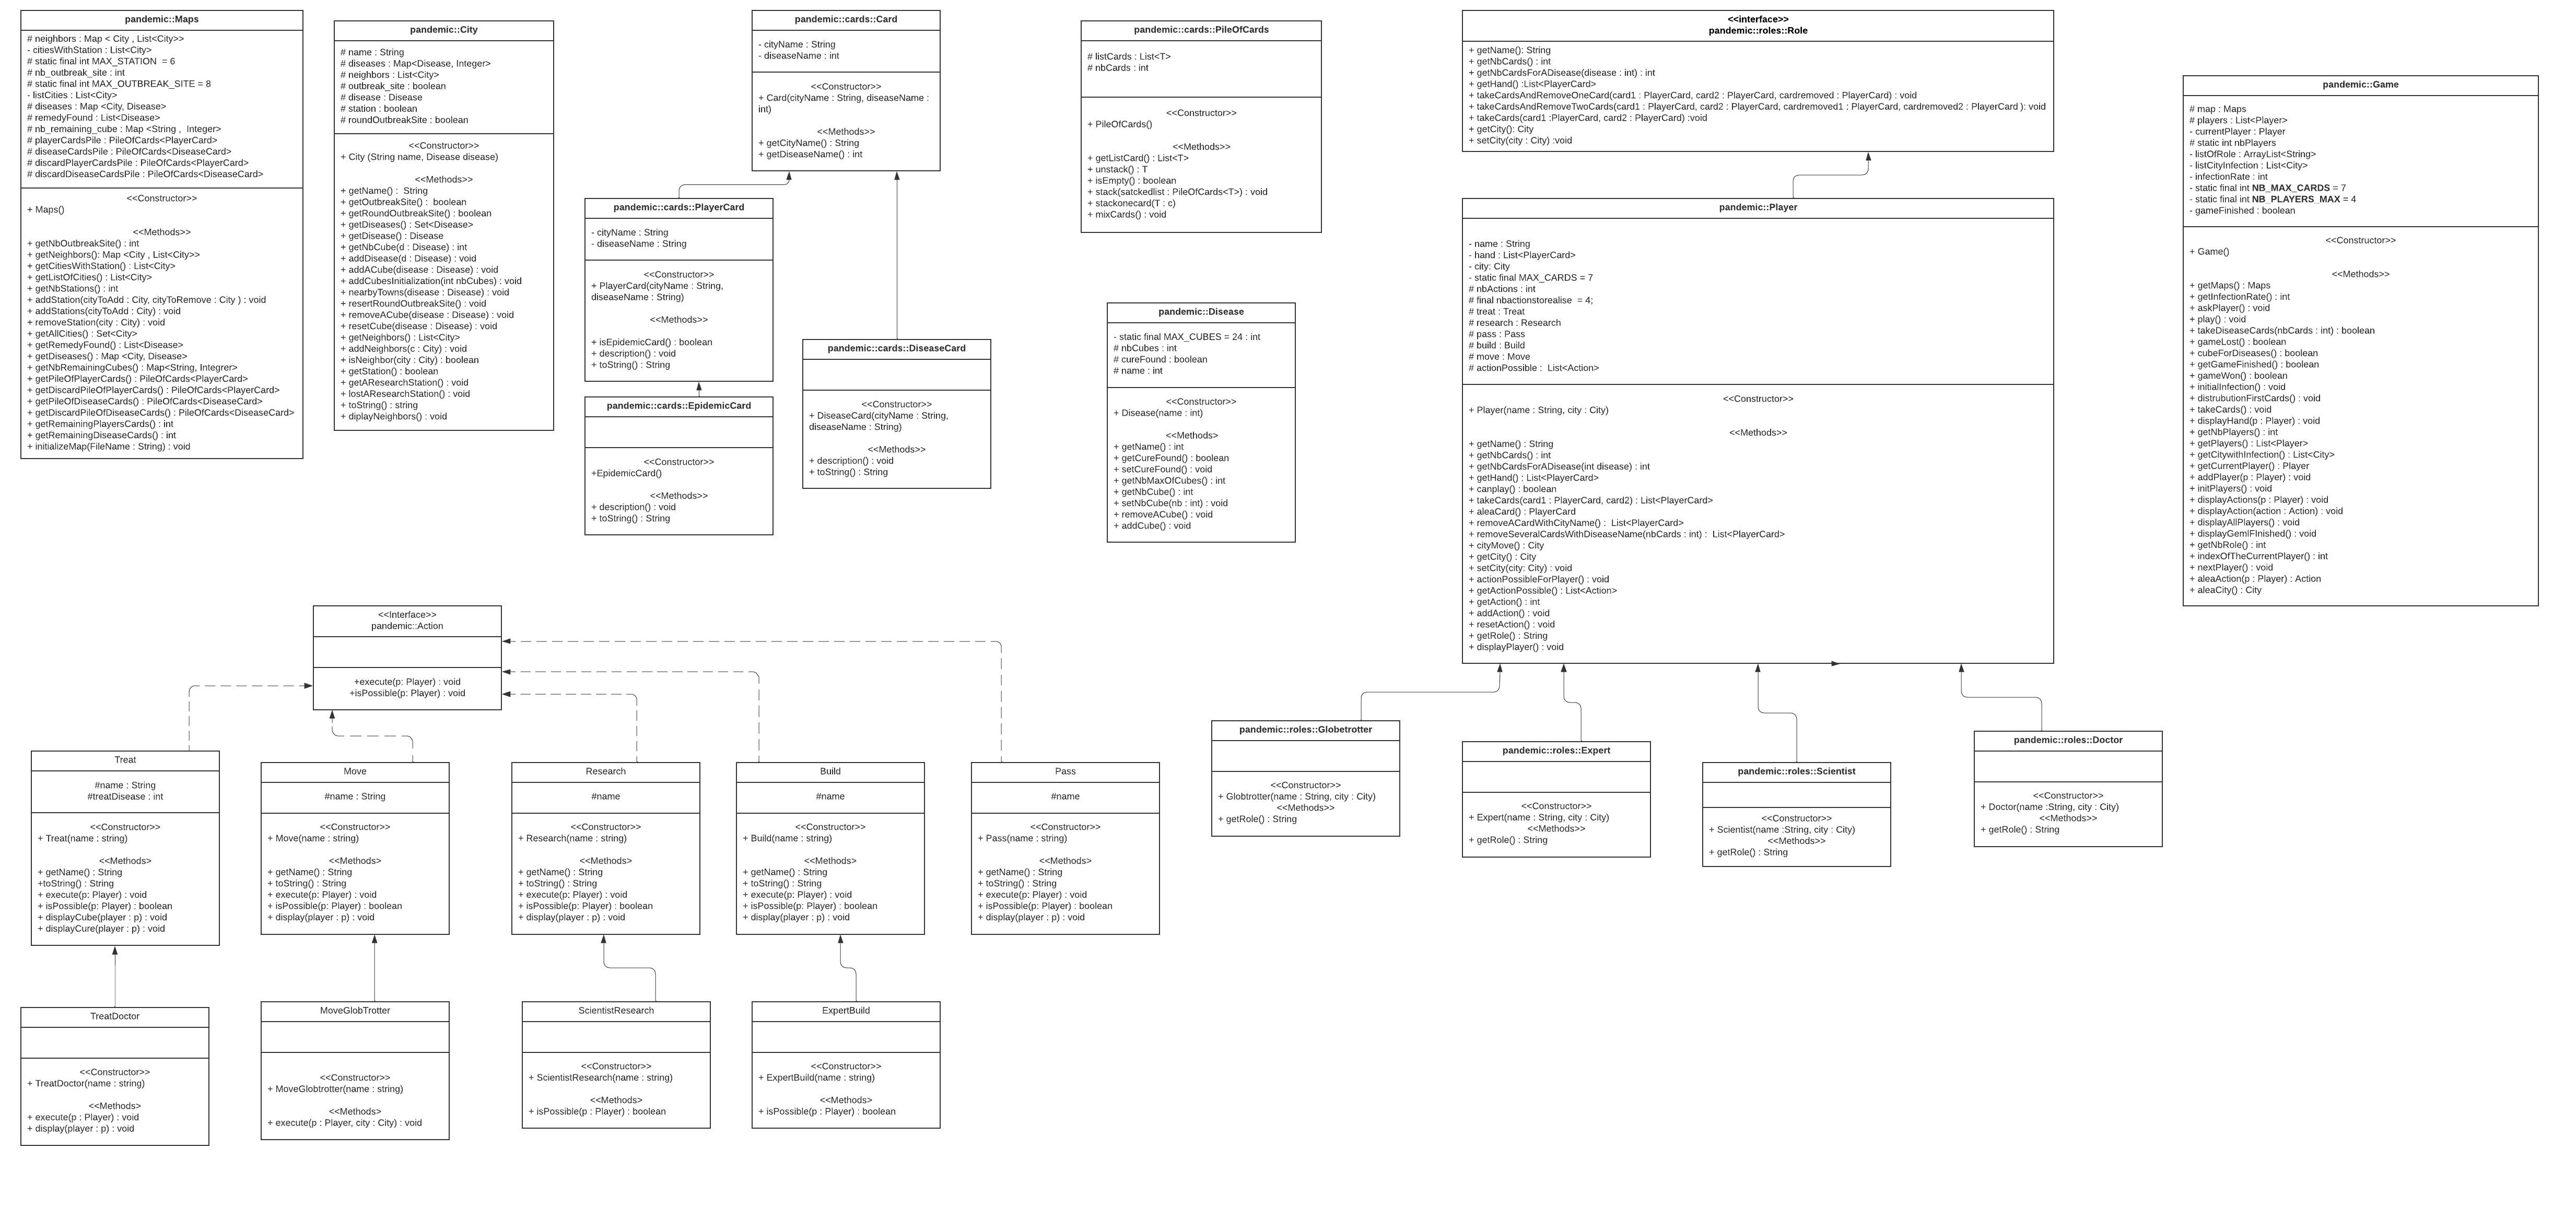 pandemic::Maps
# neighbors : Map < City , List<City>>
- citiesWithStation : List<City>
# static final int MAX_STATION  = 6
# nb_outbreak_site : int
# static final int MAX_OUTBREAK_SITE = 8
- listCities : List<City>
# diseases : Map <City, Disease>
# remedyFound : List<Disease>
# nb_remaining_cube : Map <String ,  Integer>
# playerCardsPile : PileOfCards<PlayerCard>
# diseaseCardsPile : PileOfCards<DiseaseCard>
# discardPlayerCardsPile : PileOfCards<PlayerCard>
# discardDiseaseCardsPile : PileOfCards<DiseaseCard>
<<Constructor>>
+ Maps()
<<Methods>>
+ getNbOutbreakSite() : int
+ getNeighbors(): Map <City , List<City>>
+ getCitiesWithStation() : List<City>
+ getListOfCities() : List<City>
+ getNbStations() : int
+ addStation(cityToAdd : City, cityToRemove : City ) : void
+ addStations(cityToAdd : City) : void
+ removeStation(city : City) : void
+ getAllCities() : Set<City>
+ getRemedyFound() : List<Disease>
+ getDiseases() : Map <City, Disease>
+ getNbRemainingCubes() : Map<String, Integrer>
+ getPileOfPlayerCards() : PileOfCards<PlayerCard>
+ getDiscardPileOfPlayerCards() : PileOfCards<PlayerCard>
+ getPileOfDiseaseCards() : PileOfCards<DiseaseCard>
+ getDiscardPileOfDiseaseCards() : PileOfCards<DiseaseCard>
+ getRemainingPlayersCards() : int
+ getRemainingDiseaseCards() : int
+ initializeMap(FileName : String) : void
pandemic::City
# name : String
# diseases : Map<Disease, Integer>
# neighbors : List<City>
# outbreak_site : boolean
# disease : Disease
# station : boolean
# roundOutbreakSite : boolean
<<Constructor>>
+ City (String name, Disease disease)
<<Methods>>
+ getName() :  String
+ getOutbreakSite() :  boolean
+ getRoundOutbreakSite() : boolean
+ getDiseases() : Set<Disease>
+ getDisease() : Disease
+ getNbCube(d : Disease) : int
+ addDisease(d : Disease) : void
+ addACube(disease : Disease) : void
+ addCubesInitialization(int nbCubes) : void
+ nearbyTowns(disease : Disease) : void
+ resertRoundOutbreakSite() : void
+ removeACube(disease : Disease) : void
+ resetCube(disease : Disease) : void
+ getNeighbors() : List<City>
+ addNeighbors(c : City) : void
+ isNeighbor(city : City) : boolean
+ getStation() : boolean
+ getAResearchStation() : void
+ lostAResearchStation() : void
+ toString() : string
+ diplayNeighbors() : void
pandemic::cards::Card
- cityName : String
- diseaseName : int
<<Constructor>>
+ Card(cityName : String, diseaseName :
int)
<<Methods>>
+ getCityName() : String
+ getDiseaseName() : int
pandemic::cards::PlayerCard
- cityName : String
- diseaseName : String
<<Constructor>>
+ PlayerCard(cityName : String,
diseaseName : String)
<<Methods>>
+ isEpidemicCard() : boolean
+ description() : void
+ toString() : String
pandemic::cards::EpidemicCard
<<Constructor>>
+EpidemicCard()
<<Methods>>
+ description() : void
+ toString() : String
pandemic::cards::DiseaseCard
<<Constructor>>
+ DiseaseCard(cityName : String,
diseaseName : String)
<<Methods>>
+ description() : void
+ toString() : String
pandemic::cards::PileOfCards
# listCards : List<T>
# nbCards : int
<<Constructor>>
+ PileOfCards()
<<Methods>>
+ getListCard() : List<T>
+ unstack() : T
+ isEmpty() : boolean
+ stack(satckedlist : PileOfCards<T>) : void
+ stackonecard(T : c)
+ mixCards() : void
pandemic::Disease
- static final MAX_CUBES = 24 : int
# nbCubes : int
# cureFound : boolean
# name : int
<<Constructor>>
+ Disease(name : int)
<<Methods>
+ getName() : int
+ getCureFound() : boolean
+ setCureFound() : void
+ getNbMaxOfCubes() : int
+ getNbCube() : int
+ setNbCube(nb : int) : void
+ removeACube() : void
+ addCube() : void
<<interface>>
pandemic::roles::Role
+ getName(): String
+ getNbCards() : int
+ getNbCardsForADisease(disease : int) : int
+ getHand() :List<PlayerCard>
+ takeCardsAndRemoveOneCard(card1 : PlayerCard, card2 : PlayerCard, cardremoved : PlayerCard) : void
+ takeCardsAndRemoveTwoCards(card1 : PlayerCard, card2 : PlayerCard, cardremoved1 : PlayerCard, cardremoved2 : PlayerCard ): void
+ takeCards(card1 :PlayerCard, card2 : PlayerCard) :void
+ getCity(): City
+ setCity(city : City) :void
pandemic::Player
- name : String
- hand : List<PlayerCard>
- city: City
- static final MAX_CARDS = 7
# nbActions : int
# final nbactionstorealise  = 4;
# treat : Treat
# research : Research
# pass : Pass
# build : Build
# move : Move
# actionPossible :  List<Action>
<<Constructor>>
+ Player(name : String, city : City)
<<Methods>>
+ getName() : String
+ getNbCards() : int
+ getNbCardsForADisease(int disease) : int
+ getHand() : List<PlayerCard>
+ canplay() : boolean
+ takeCards(card1 : PlayerCard, card2) : List<PlayerCard>
+ aleaCard() : PlayerCard
+ removeACardWithCityName() :  List<PlayerCard>
+ removeSeveralCardsWithDiseaseName(nbCards : int) :  List<PlayerCard>
+ cityMove() : City
+ getCity() : City
+ setCity(city: City) : void
+ actionPossibleForPlayer() : void
+ getActionPossible() : List<Action>
+ getAction() : int
+ addAction() : void
+ resetAction() : void
+ getRole() : String
+ displayPlayer() : void
pandemic::Game
# map : Maps
# players : List<Player>
- currentPlayer : Player
# static int nbPlayers
- listOfRole : ArrayList<String>
- listCityInfection : List<City>
- infectionRate : int
- static final int NB_MAX_CARDS = 7
- static final int NB_PLAYERS_MAX = 4
- gameFinished : boolean
<<Constructor>>
+ Game()
<<Methods>>
+ getMaps() : Maps
+ getInfectionRate() : int
+ askPlayer() : void
+ play() : void
+ takeDiseaseCards(nbCards : int) : boolean
+ gameLost() : boolean
+ cubeForDiseases() : boolean
+ getGameFinished() : boolean
+ gameWon() : boolean
+ initialInfection() : void
+ distrubutionFirstCards() : void
+ takeCards() : void
+ displayHand(p : Player) : void
+ getNbPlayers() : int
+ getPlayers() : List<Player>
+ getCitywithInfection() : List<City>
+ getCurrentPlayer() : Player
+ addPlayer(p : Player) : void
+ initPlayers() : void
+ displayActions(p : Player) : void
+ displayAction(action : Action) : void
+ displayAllPlayers() : void
+ displayGemlFInished() : void
+ getNbRole() : int
+ indexOfTheCurrentPlayer() : int
+ nextPlayer() : void
+ aleaAction(p : Player) : Action
+ aleaCity() : City
<<Interface>>
pandemic::Action
+execute(p: Player) : void
+isPossible(p: Player) : void
Treat
#name : String
#treatDisease : int
<<Constructor>>
+ Treat(name : string)
<<Methods>
+ getName() : String
+toString() : String
+ execute(p: Player) : void
+ isPossible(p: Player) : boolean
+ displayCube(player : p) : void
+ displayCure(player : p) : void
Move
#name : String
<<Constructor>>
+ Move(name : string)
<<Methods>
+ getName() : String
+ toString() : String
+ execute(p: Player) : void
+ isPossible(p: Player) : boolean
+ display(player : p) : void
Research
#name
<<Constructor>>
+ Research(name : string)
<<Methods>
+ getName() : String
+ toString() : String
+ execute(p: Player) : void
+ isPossible(p: Player) : boolean
+ display(player : p) : void
Build
#name
<<Constructor>>
+ Build(name : string)
<<Methods>
+ getName() : String
+ toString() : String
+ execute(p: Player) : void
+ isPossible(p: Player) : boolean
+ display(player : p) : void
Pass
#name
<<Constructor>>
+ Pass(name : string)
<<Methods>
+ getName() : String
+ toString() : String
+ execute(p: Player) : void
+ isPossible(p: Player) : boolean
+ display(player : p) : void
pandemic::roles::Globetrotter
<<Constructor>>
+ Globtrotter(name : String, city : City)
<<Methods>>
+ getRole() : String
pandemic::roles::Expert
<<Constructor>>
+ Expert(name : String, city : City)
<<Methods>>
+ getRole() : String
pandemic::roles::Scientist
<<Constructor>>
+ Scientist(name :String, city : City)
<<Methods>>
+ getRole() : String
pandemic::roles::Doctor
<<Constructor>>
+ Doctor(name :String, city : City)
<<Methods>>
+ getRole() : String
TreatDoctor
<<Constructor>>
+ TreatDoctor(name : string)
<<Methods>
+ execute(p : Player) : void
+ display(player : p) : void
MoveGlobTrotter
<<Constructor>>
+ MoveGlobtrotter(name : string)
<<Methods>
+ execute(p : Player, city : City) : void
ScientistResearch
<<Constructor>>
+ ScientistResearch(name : string)
<<Methods>
+ isPossible(p : Player) : boolean
ExpertBuild
<<Constructor>>
+ ExpertBuild(name : string)
<<Methods>
+ isPossible(p : Player) : boolean